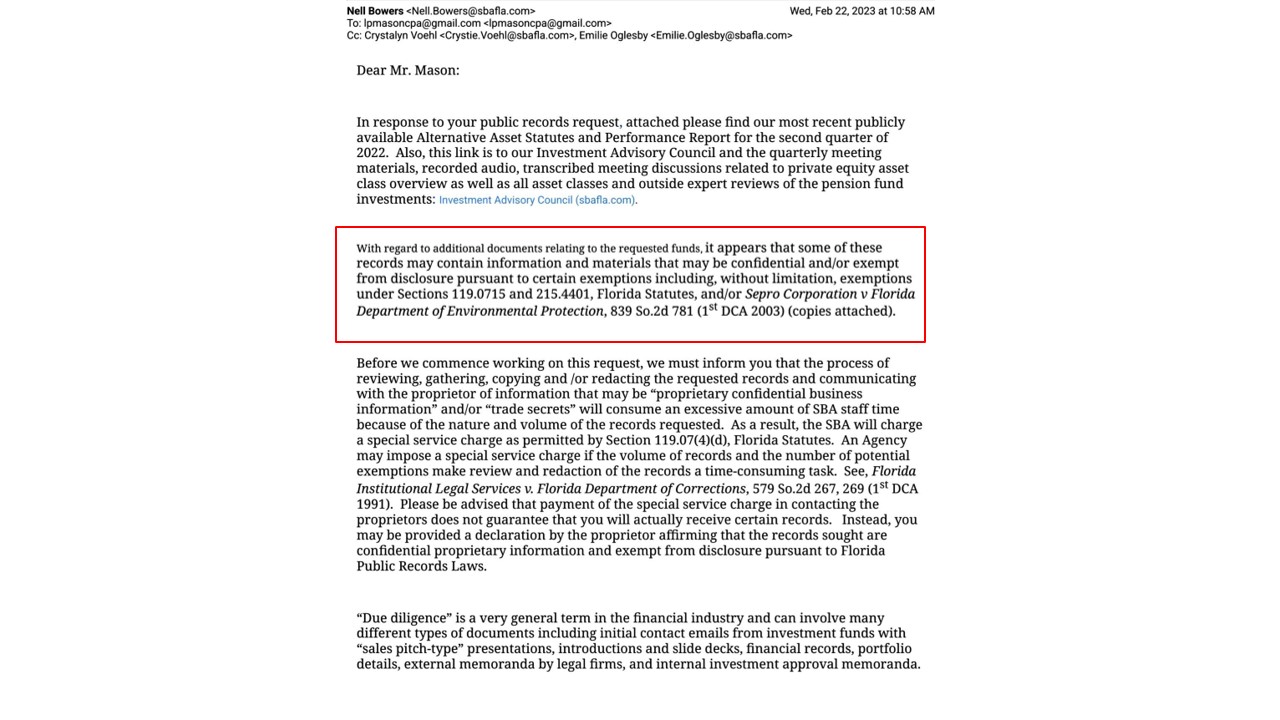 Nell Bowers <Nell.Bowers@sbafla.com> Wed, Feb 22, 2023 at 10:58 AM
To: lpmasoncpa@gmail.com <lpmasoncpa@gmail.com>
Cc: Crystalyn Voehl <Crystie.Voehl@sbafla.com>, Emilie Oglesby <Emilie.Oglesby@sbafla.com>
Dear Mr. Mason:
In response to your public records request, attached please find our most recent publicly
available Alternative Asset Statutes and Performance Report for the second quarter of
2022.  Also, this link is to our Investment Advisory Council and the quarterly meeting
materials, recorded audio, transcribed meeting discussions related to private equity asset
class overview as well as all asset classes and outside expert reviews of the pension fund
investments: Investment Advisory Council (sbafla.com).
With regard to additional documents relating to the requested funds, it appears that some of these
records may contain information and materials that may be confidential and/or exempt
from disclosure pursuant to certain exemptions including, without limitation, exemptions
under Sections 119.0715 and 215.4401, Florida Statutes, and/or Sepro Corporation v Florida
Department of Environmental Protection, 839 So.2d 781 (1st DCA 2003) (copies attached).
Before we commence working on this request, we must inform you that the process of
reviewing, gathering, copying and /or redacting the requested records and communicating
with the proprietor of information that may be “proprietary confidential business
information” and/or “trade secrets” will consume an excessive amount of SBA staff time
because of the nature and volume of the records requested.  As a result, the SBA will charge
a special service charge as permitted by Section 119.07(4)(d), Florida Statutes.  An Agency
may impose a special service charge if the volume of records and the number of potential
exemptions make review and redaction of the records a time-consuming task.  See, Florida
Institutional Legal Services v. Florida Department of Corrections, 579 So.2d 267, 269 (1st DCA
1991).  Please be advised that payment of the special service charge in contacting the
proprietors does not guarantee that you will actually receive certain records.   Instead, you
may be provided a declaration by the proprietor affirming that the records sought are
confidential proprietary information and exempt from disclosure pursuant to Florida
Public Records Laws.
“Due diligence” is a very general term in the financial industry and can involve many
different types of documents including initial contact emails from investment funds with
“sales pitch-type” presentations, introductions and slide decks, financial records, portfolio
details, external memoranda by legal firms, and internal investment approval memoranda.